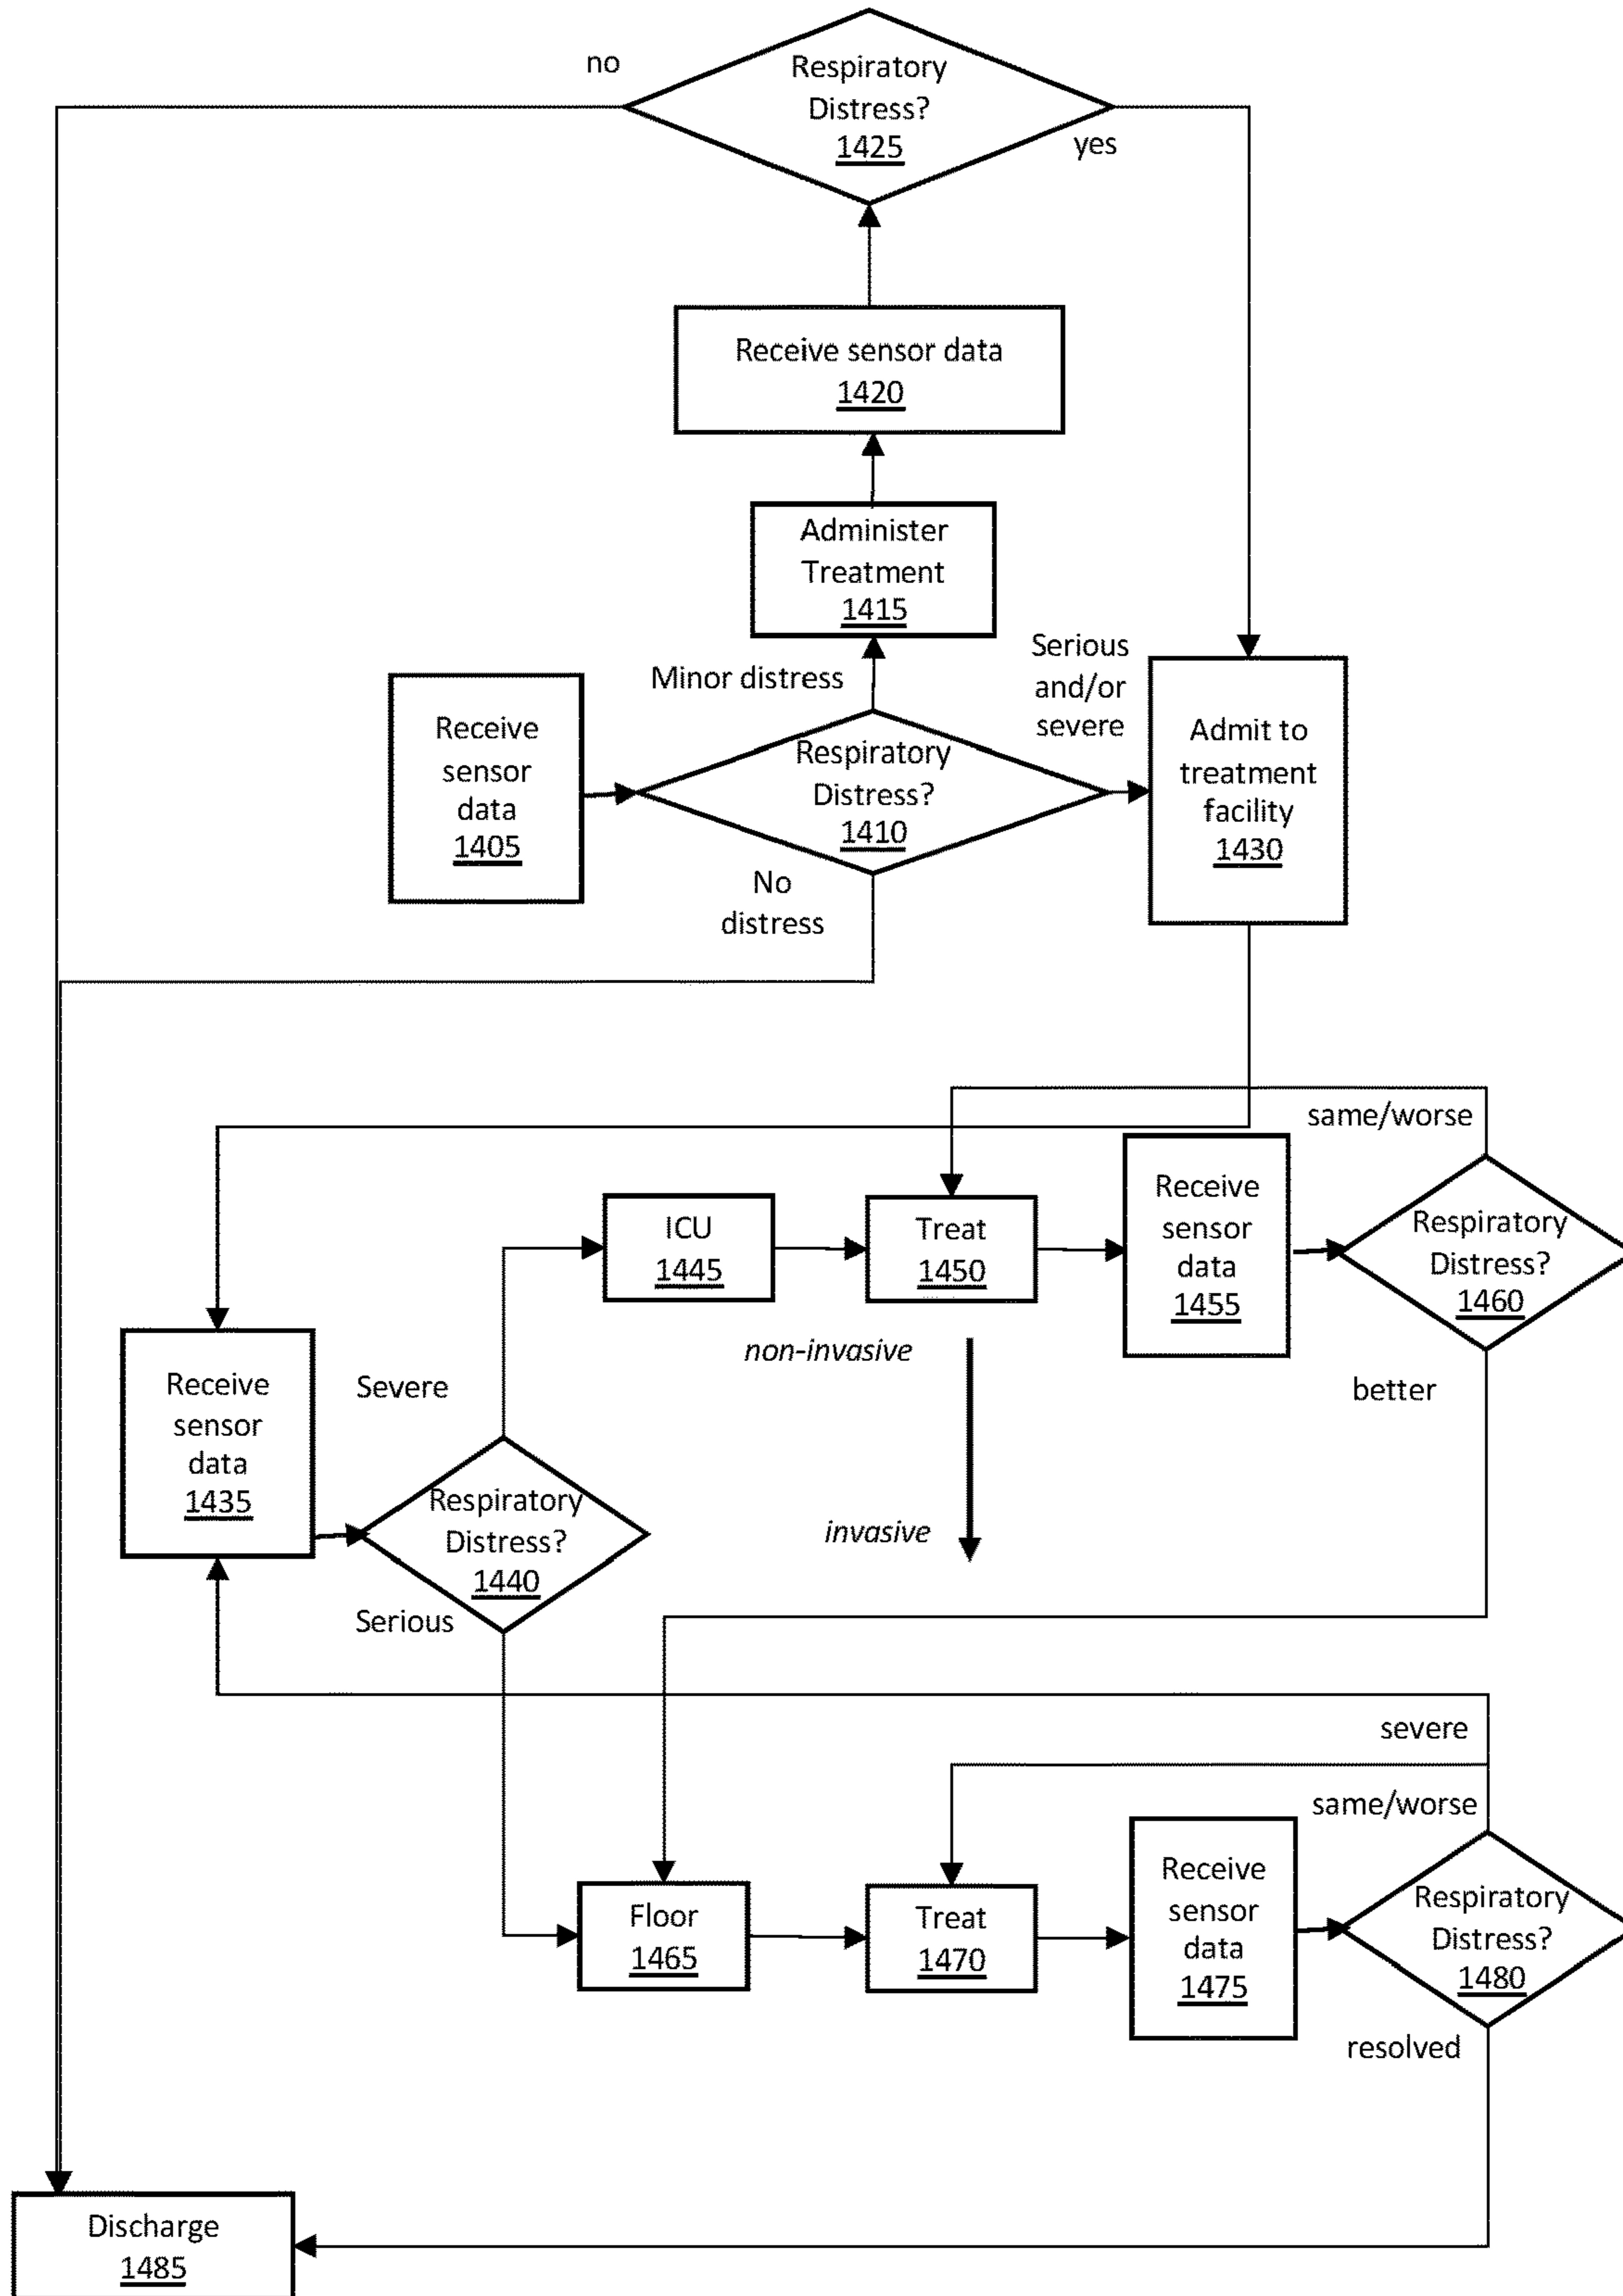 no
Respiratory
Distress?
1425
yes
Receive sensor data
1420
Administer
Treatment
1415
Minor distress
Serious
and/or
severe
Receive
sensor
data
1405
Respiratory
Distress?
1410
Admit to
treatment
facility
1430
No
distress
same/worse
ICU
1445
Treat
1450
Receive
sensor
data
1455
Respiratory
Distress?
1460
non-invasive
invasive
better
Receive
sensor
data
1435
Severe
Respiratory
Distress?
1440
Serious
severe
same/worse
Floor
1465
Treat
1470
Receive
sensor
data
1475
Respiratory
Distress?
1480
resolved
Discharge
1485